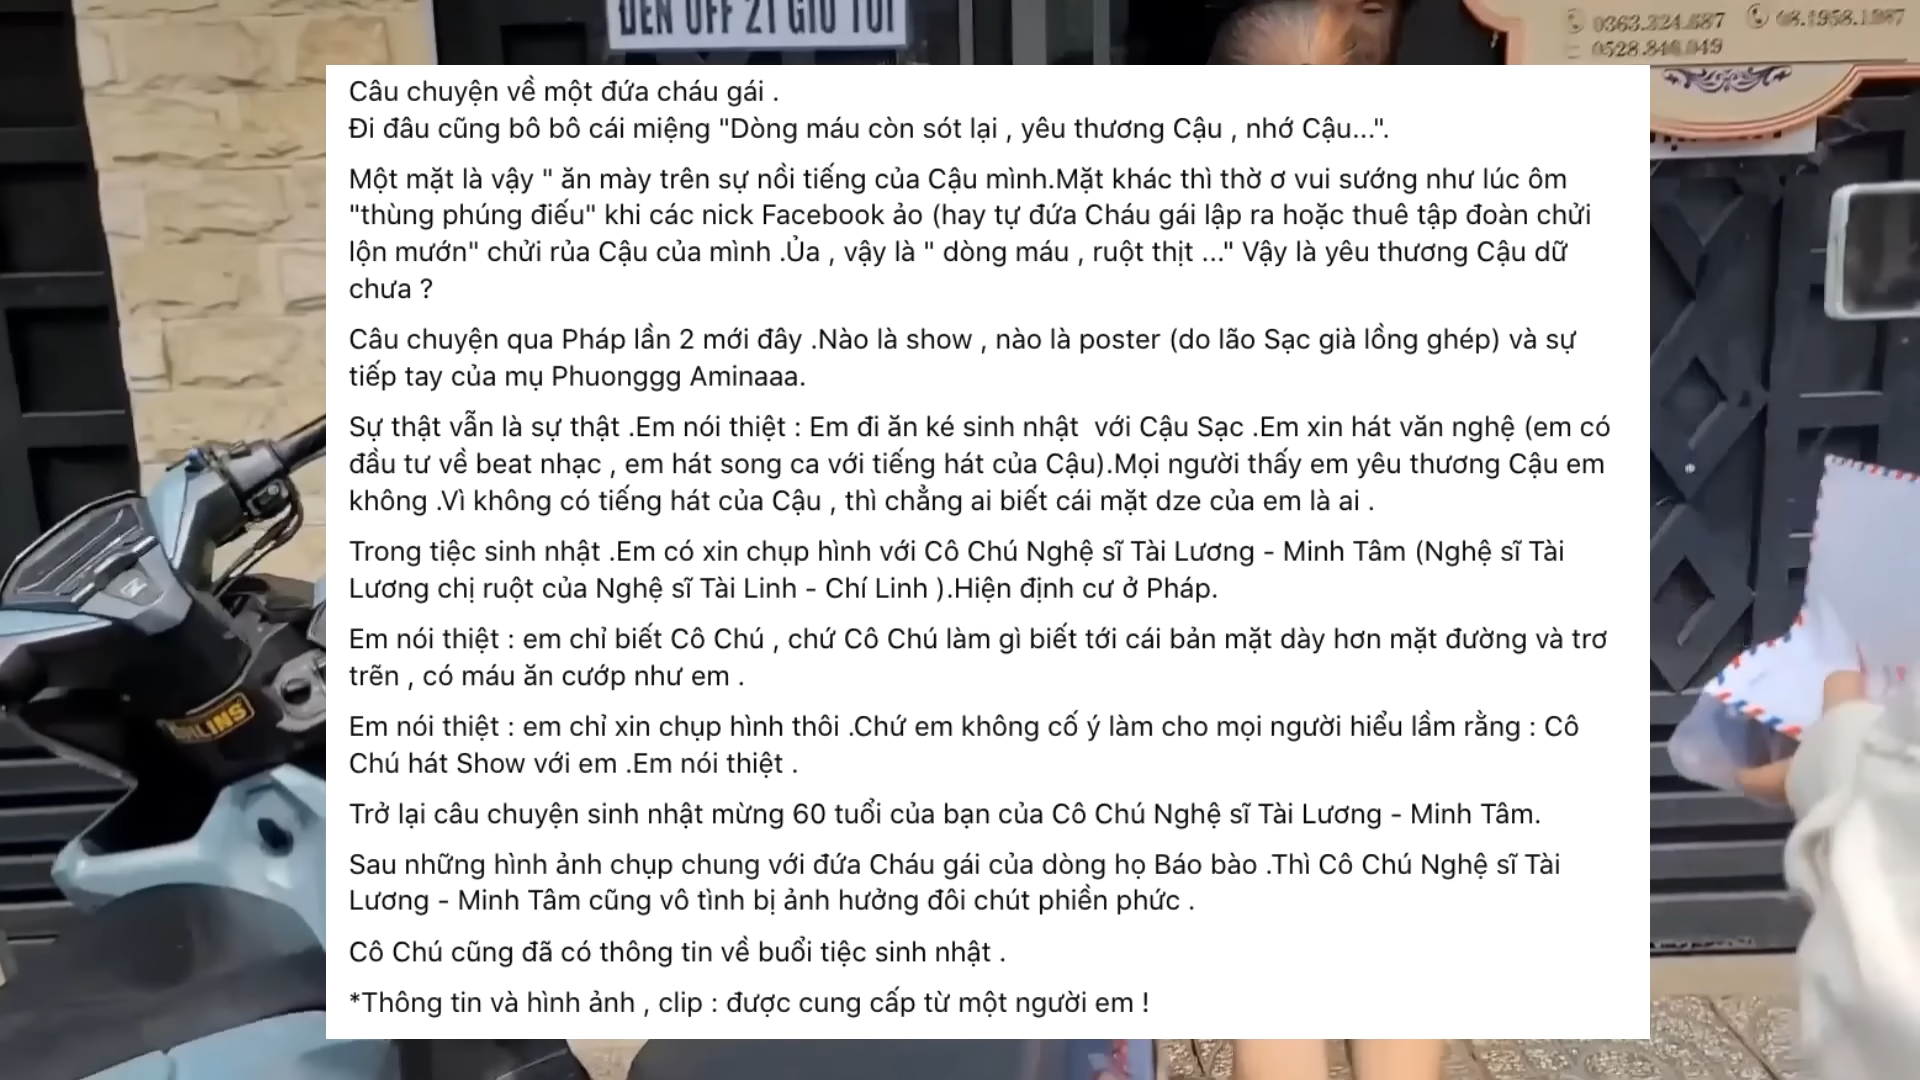 ĐÈN OFF 21 GIỜ TỐI
0363.324.687
08.1958.1987
0528.840.049
Câu chuyện về một đứa cháu gái .
Đi đâu cũng bô bô cái miệng "Dòng máu còn sót lại , yêu thương Cậu , nhớ Cậu...".
Một mặt là vậy " ăn mày trên sự nổi tiếng của Cậu mình.Mặt khác thì thờ ơ vui sướng như lúc ôm
"thùng phúng điếu" khi các nick Facebook ảo (hay tự đứa Cháu gái lập ra hoặc thuê tập đoàn chửi
lộn mướn" chửi rủa Cậu của mình .Ủa , vậy là " dòng máu , ruột thịt ..." Vậy là yêu thương Cậu dữ
chưa ?
Câu chuyện qua Pháp lần 2 mới đây .Nào là show , nào là poster (do lão Sạc già lồng ghép) và sự
tiếp tay của mụ Phuonggg Aminaaa.
Sự thật vẫn là sự thật .Em nói thiệt : Em đi ăn ké sinh nhật  với Cậu Sạc .Em xin hát văn nghệ (em có
đầu tư về beat nhạc , em hát song ca với tiếng hát của Cậu).Mọi người thấy em yêu thương Cậu em
không .Vì không có tiếng hát của Cậu , thì chẳng ai biết cái mặt dze của em là ai .
Trong tiệc sinh nhật .Em có xin chụp hình với Cô Chú Nghệ sĩ Tài Lương - Minh Tâm (Nghệ sĩ Tài
Lương chị ruột của Nghệ sĩ Tài Linh - Chí Linh ).Hiện định cư ở Pháp.
Em nói thiệt : em chỉ biết Cô Chú , chứ Cô Chú làm gì biết tới cái bản mặt dày hơn mặt đường và trơ
trẽn , có máu ăn cướp như em .
Em nói thiệt : em chỉ xin chụp hình thôi .Chứ em không cố ý làm cho mọi người hiểu lầm rằng : Cô
Chú hát Show với em .Em nói thiệt .
Trở lại câu chuyện sinh nhật mừng 60 tuổi của bạn của Cô Chú Nghệ sĩ Tài Lương - Minh Tâm.
Sau những hình ảnh chụp chung với đứa Cháu gái của dòng họ Báo bào .Thì Cô Chú Nghệ sĩ Tài
Lương - Minh Tâm cũng vô tình bị ảnh hưởng đôi chút phiền phức .
Cô Chú cũng đã có thông tin về buổi tiệc sinh nhật .
*Thông tin và hình ảnh , clip : được cung cấp từ một người em !